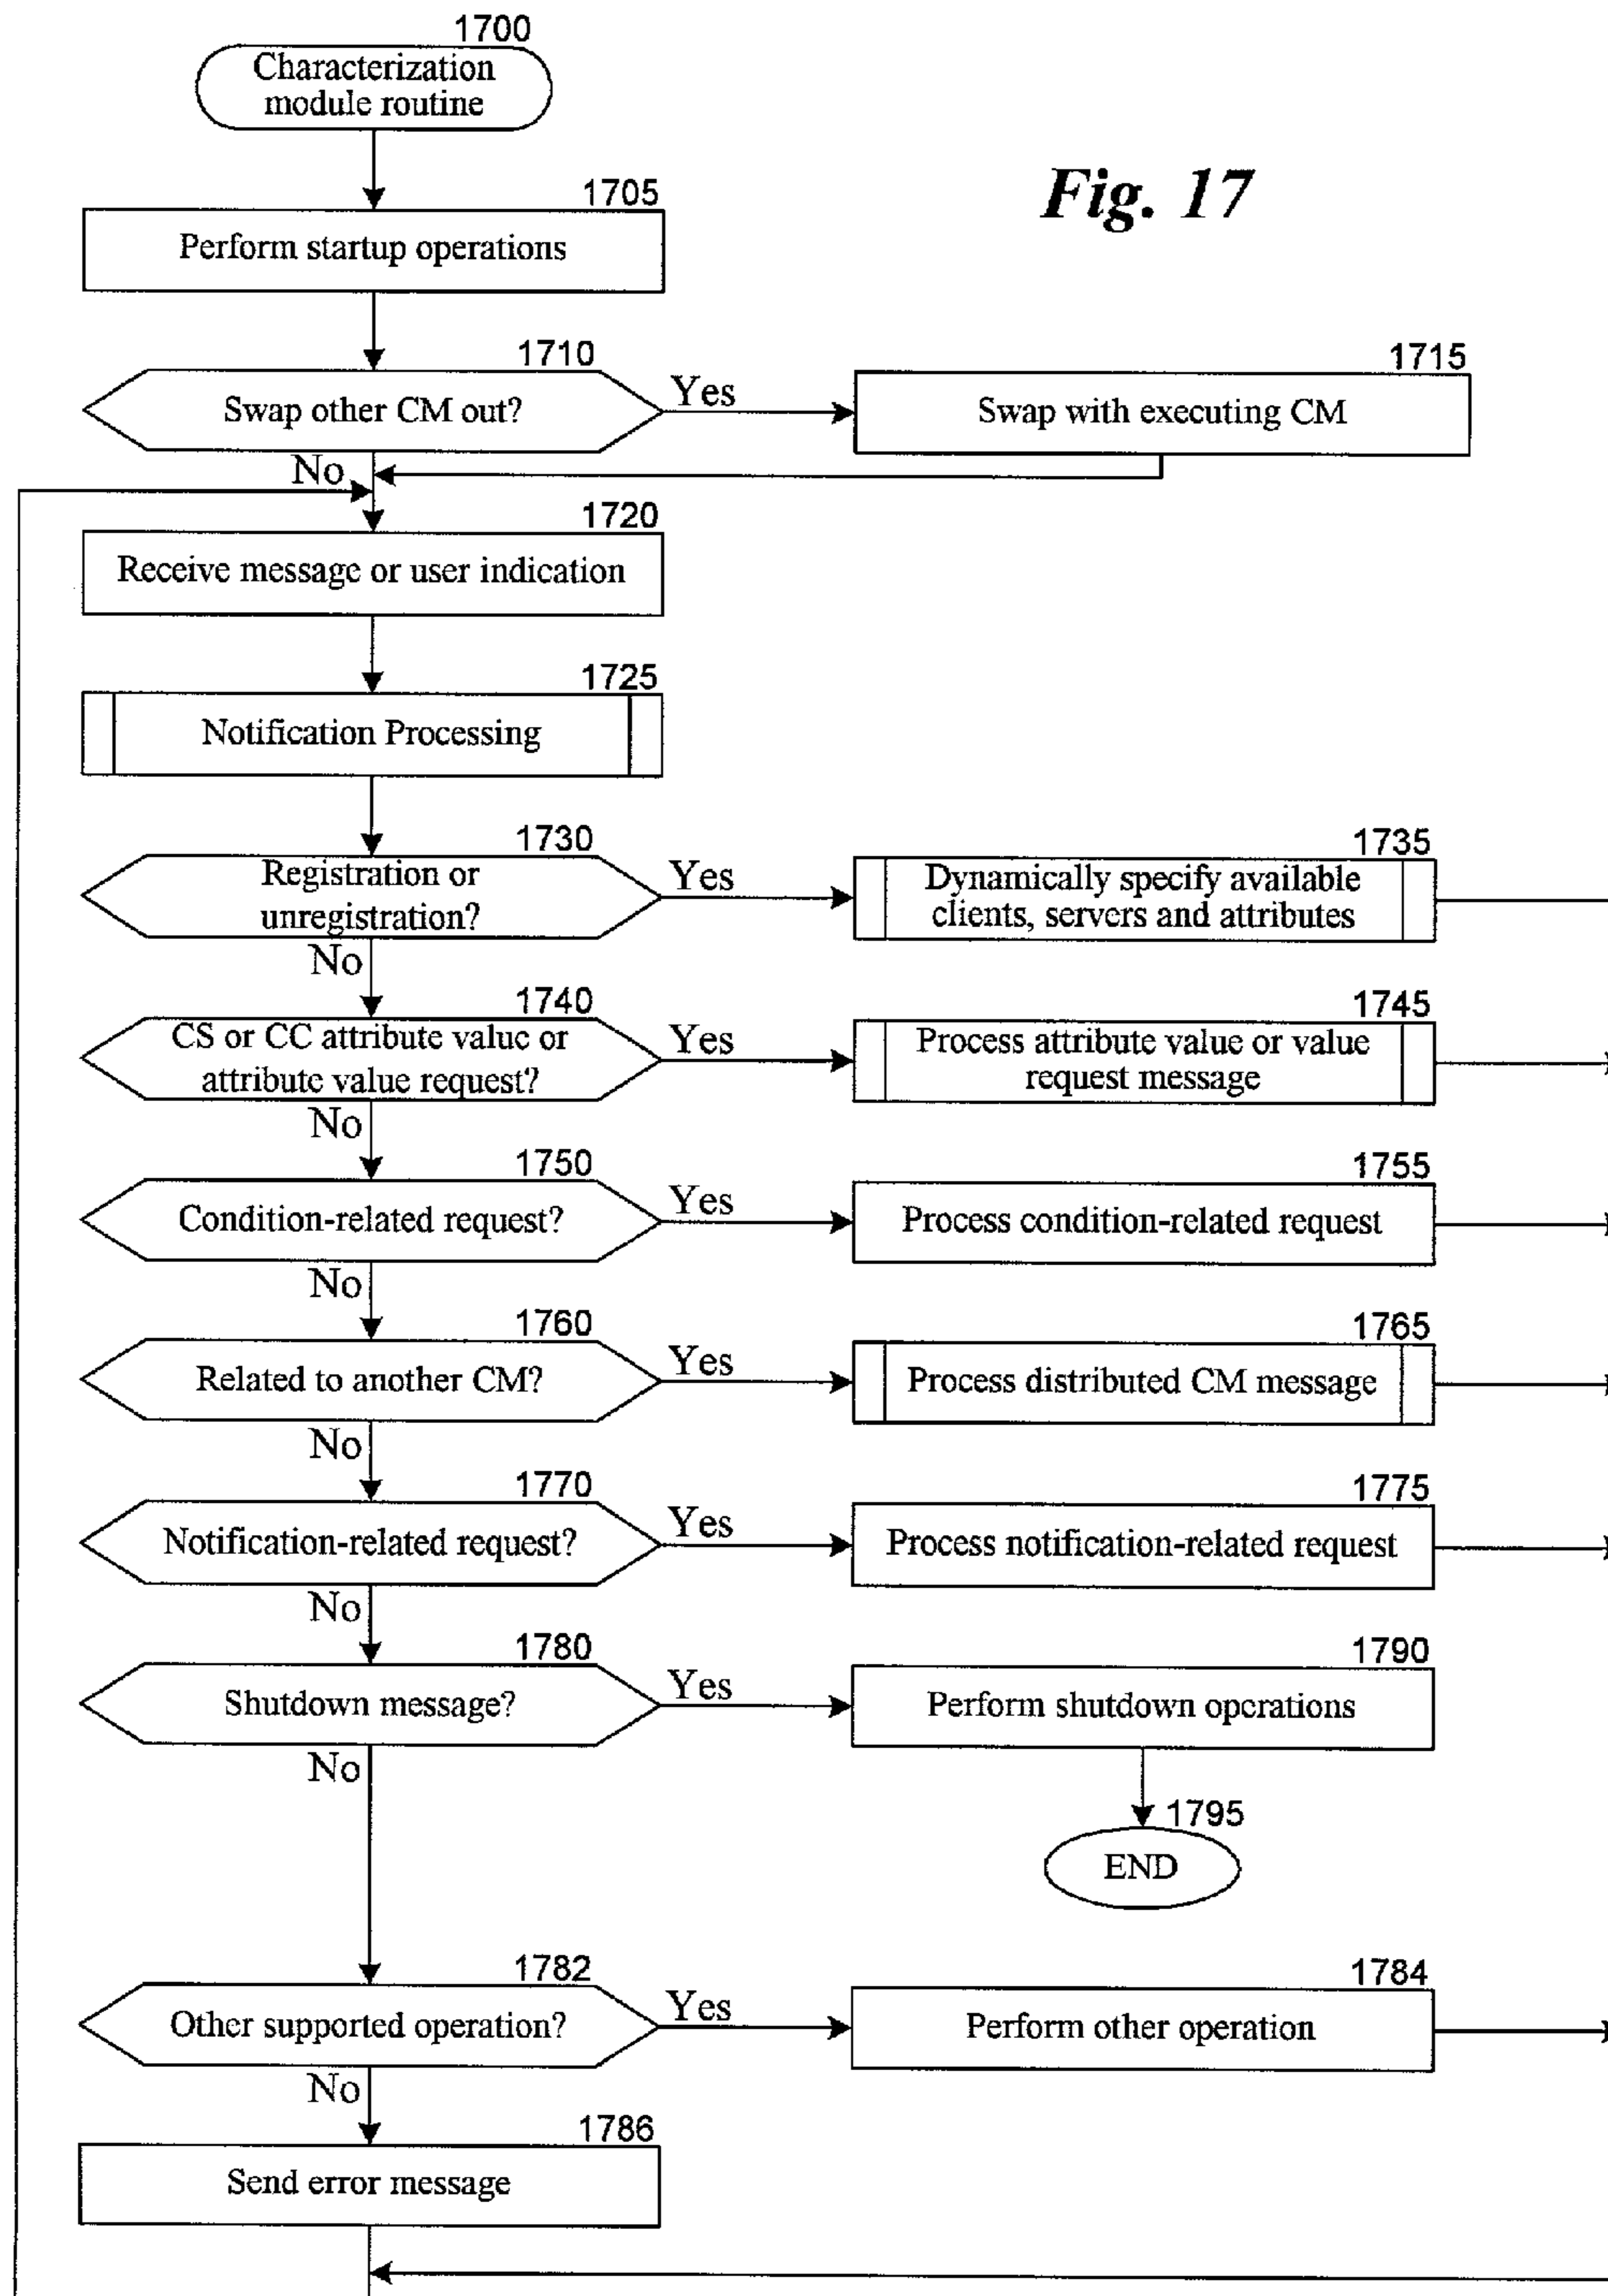 1700
Characterization
module routine
Fig. 17
1705
Perform startup operations
1710
Swap other CM out?
Yes
1715
Swap with executing CM
No
1720
Receive message or user indication
1725
Notification Processing
1730
Registration or
unregistration?
Yes
1735
Dynamically specify available
clients, servers and attributes
No
1740
CS or CC attribute value or
attribute value request?
Yes
1745
Process attribute value or value
request message
No
1750
Condition-related request?
Yes
1755
Process condition-related request
No
1760
Related to another CM?
Yes
1765
Process distributed CM message
No
1770
Notification-related request?
Yes
1775
Process notification-related request
No
1780
Shutdown message?
Yes
1790
Perform shutdown operations
No
1795
END
1782
Other supported operation?
Yes
1784
Perform other operation
No
1786
Send error message